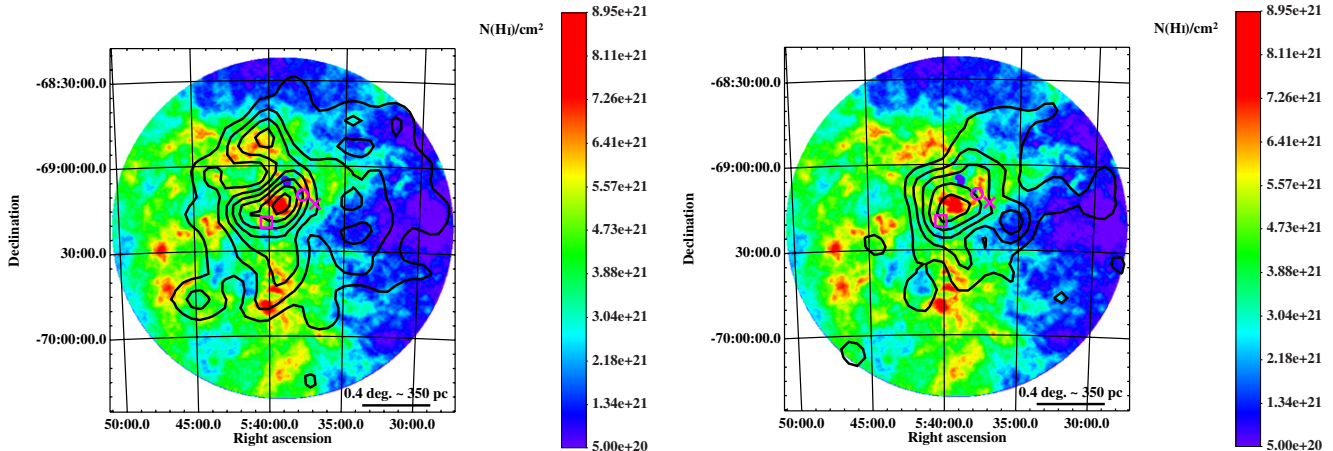 N(HI)/cm²
8.95e+21
8.11e+21
7.26e+21
6.41e+21
5.57e+21
4.73e+21
3.88e+21
3.04e+21
2.18e+21
1.34e+21
5.00e+20
-68:30:00.0
-69:00:00.0
30:00.0
-70:00:00.0
Declination
0.4 deg. ~ 350 pc
50:00.0 45:00.0 5:40:00.0 35:00.0 30:00.0
Right ascension
N(HI)/cm²
8.95e+21
8.11e+21
7.26e+21
6.41e+21
5.57e+21
4.73e+21
3.88e+21
3.04e+21
2.18e+21
1.34e+21
5.00e+20
-68:30:00.0
-69:00:00.0
30:00.0
-70:00:00.0
Declination
0.4 deg. ~ 350 pc
50:00.0 45:00.0 5:40:00.0 35:00.0 30:00.0
Right ascension